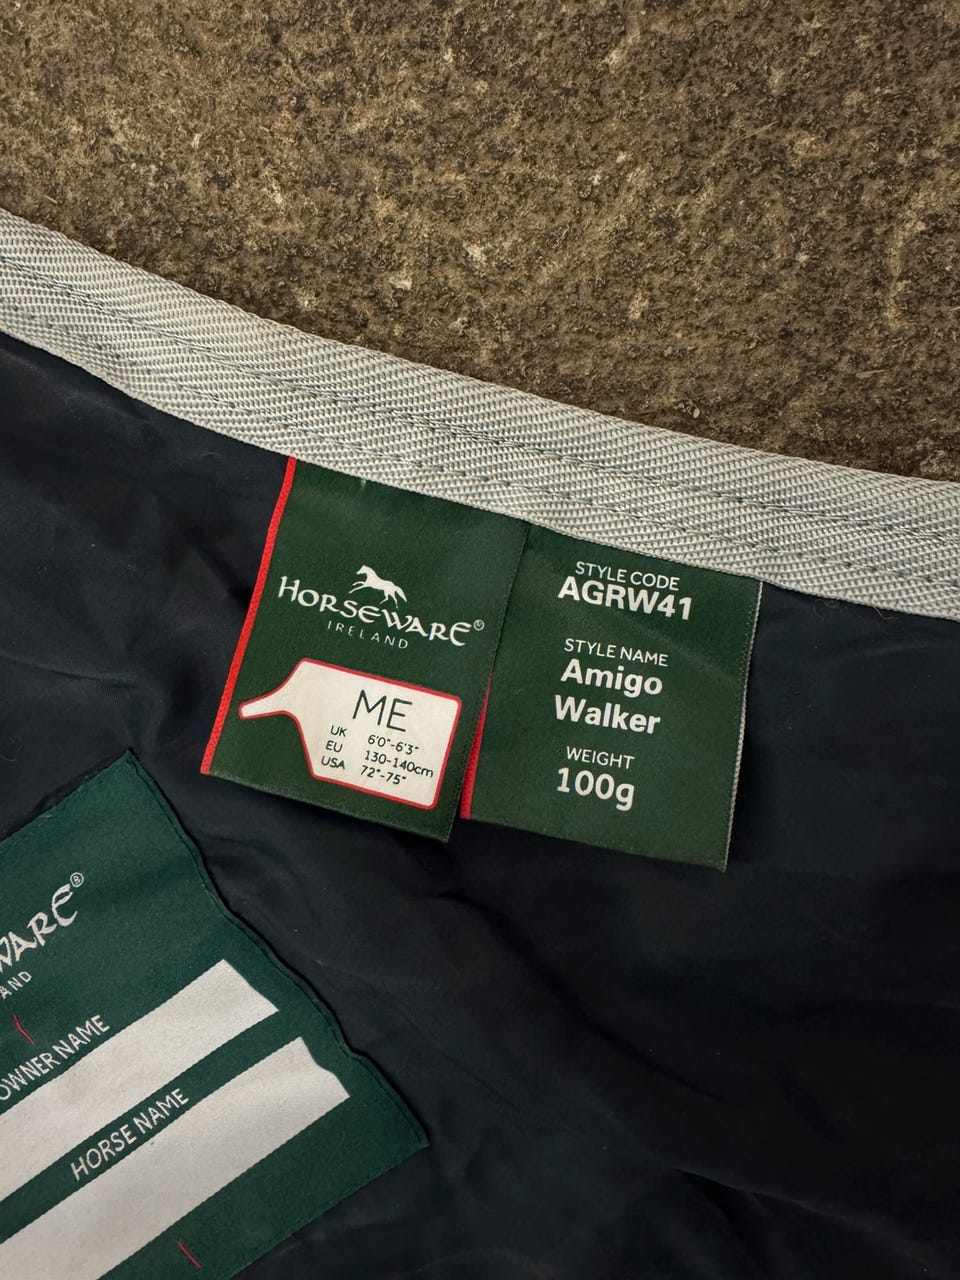 HORSEWARE®
IRELAND
ME
UK 6'0"-6'3"
EU 130-140cm
USA 72"-75"
STYLE CODE
AGRW41
STYLE NAME
Amigo
Walker
WEIGHT
100g
WARE®
AND
OWNER NAME
HORSE NAME